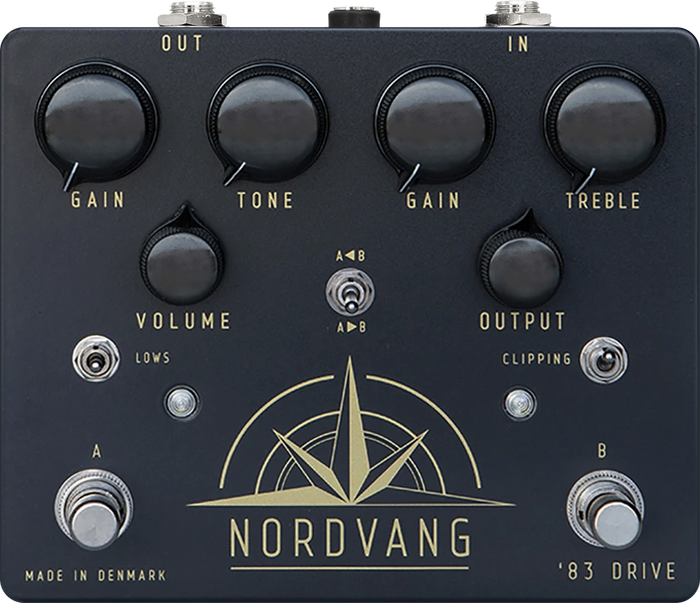 OUT IN
GAIN TONE GAIN TREBLE
A◀B
VOLUME A▶B OUTPUT
LOWS CLIPPING
A B
NORDVANG
MADE IN DENMARK '83 DRIVE